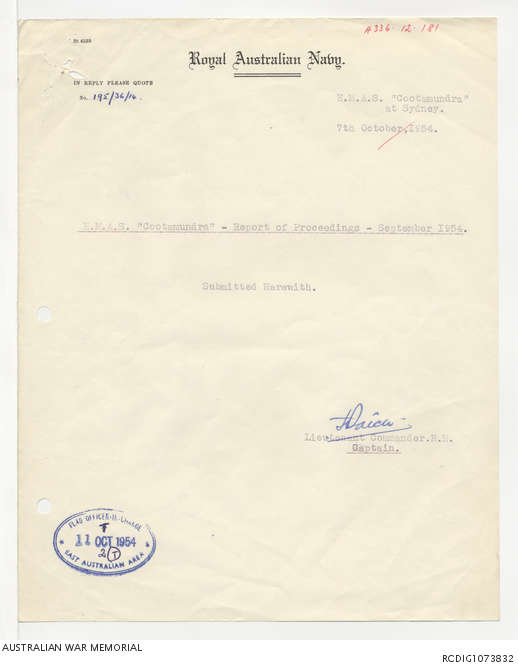 A336·12·181
Royal Australian Navy.
IN REPLY PLEASE QUOTE
No. 195/36/14.
H.M.A.S. "Cootamundra"
at Sydney.
7th October, 1954.
H.M.A.S. "Cootamundra" - Report of Proceedings - September 1954.
Submitted Herewith.
Lieutenant Commander.R.N.
Captain.
FLAG-OFFICER-IN-CHARGE
11 OCT 1954
EAST AUSTRALIAN AREA
AUSTRALIAN WAR MEMORIAL
RCDIG1073832